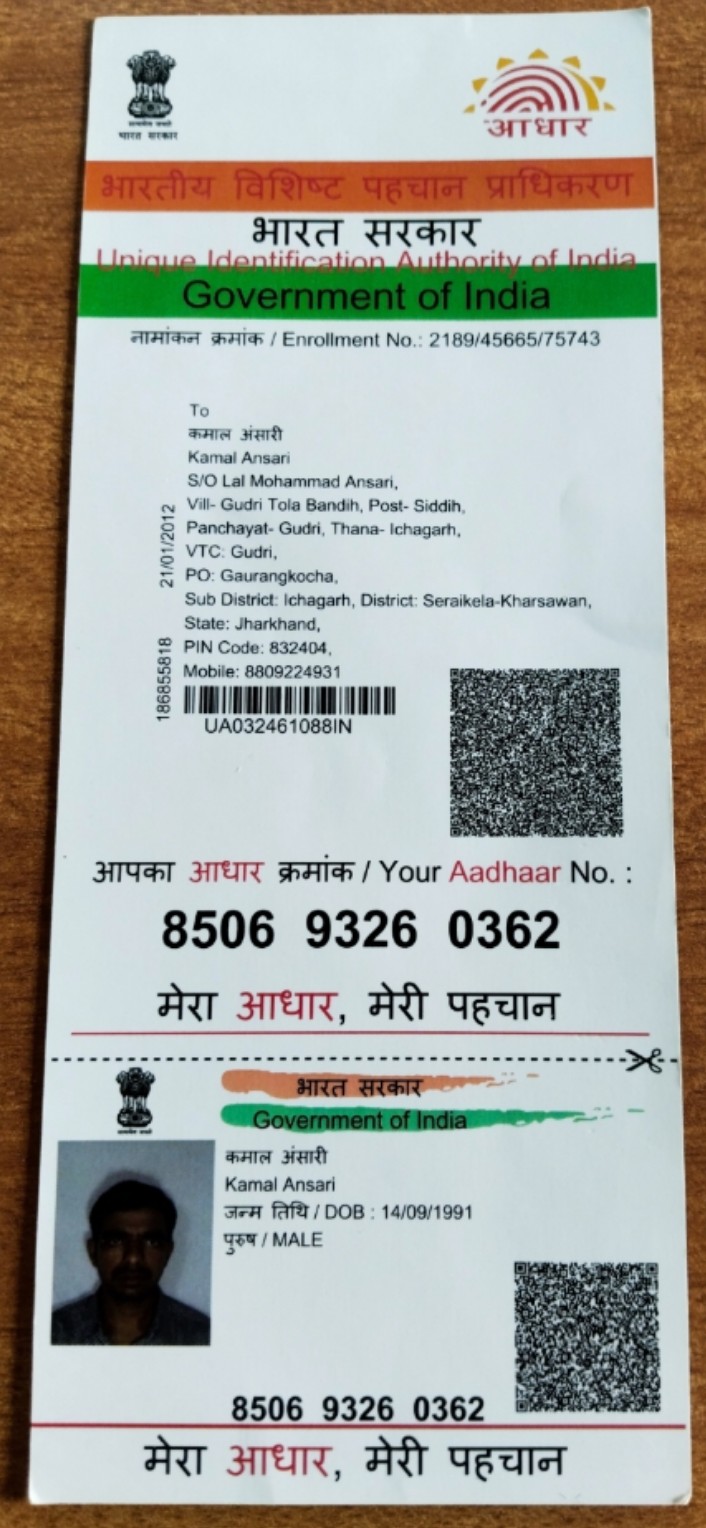 भारत सरकार
आधार
भारतीय विशिष्ट पहचान प्राधिकरण
भारत सरकार
Unique Identification Authority of India
Government of India
नामांकन क्रमांक / Enrollment No.: 2189/45665/75743
To
कमाल अंसारी
Kamal Ansari
S/O Lal Mohammad Ansari,
Vill- Gudri Tola Bandih, Post- Siddih,
Panchayat- Gudri, Thana- Ichagarh,
VTC: Gudri,
PO: Gaurangkocha,
Sub District: Ichagarh, District: Seraikela-Kharsawan,
State: Jharkhand,
PIN Code: 832404,
Mobile: 8809224931
186855818 21/01/2012
UA032461088IN
आपका आधार क्रमांक / Your Aadhaar No. :
8506 9326 0362
मेरा आधार, मेरी पहचान
भारत सरकार
Government of India
कमाल अंसारी
Kamal Ansari
जन्म तिथि / DOB : 14/09/1991
पुरुष / MALE
8506 9326 0362
मेरा आधार, मेरी पहचान